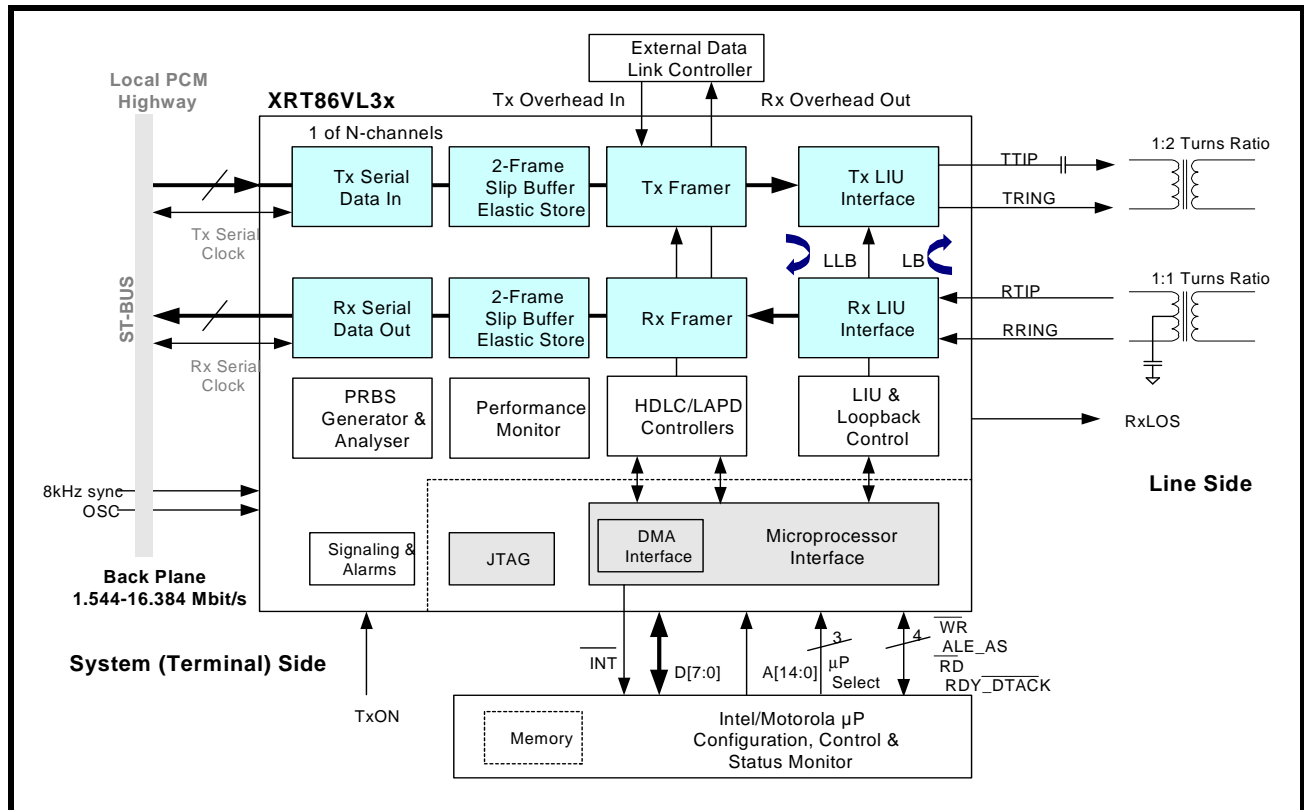 External Data
Link Controller
Local PCM
Highway
XRT86VL3x
Tx Overhead In
Rx Overhead Out
1 of N-channels
Tx Serial
Data In
2-Frame
Slip Buffer
Elastic Store
Tx Framer
Tx LIU
Interface
TTIP
TRING
1:2 Turns Ratio
Tx Serial
Clock
LLB
LB
ST-BUS
Rx Serial
Data Out
2-Frame
Slip Buffer
Elastic Store
Rx Framer
Rx LIU
Interface
RTIP
RRING
1:1 Turns Ratio
Rx Serial
Clock
PRBS
Generator &
Analyser
Performance
Monitor
HDLC/LAPD
Controllers
LIU &
Loopback
Control
RxLOS
Line Side
8kHz sync
OSC
Signaling &
Alarms
JTAG
DMA
Interface
Microprocessor
Interface
Back Plane
1.544-16.384 Mbit/s
System (Terminal) Side
TxON
INT
D[7:0]
A[14:0]
3
µP
Select
4
WR
ALE_AS
RD
RDY_DTACK
Memory
Intel/Motorola µP
Configuration, Control &
Status Monitor